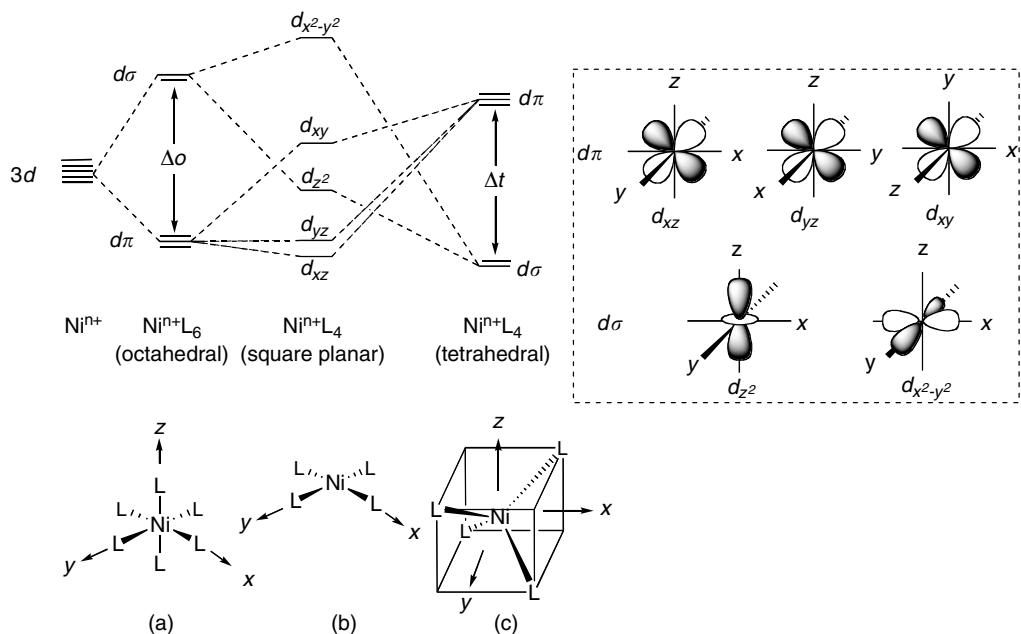 dx²-y²
dσ
dπ
3d
Δo
dxy
dz²
Δt
dπ
dyz
dxz
dσ
Niⁿ⁺
Niⁿ⁺L₆
(octahedral)
Niⁿ⁺L₄
(square planar)
Niⁿ⁺L₄
(tetrahedral)
z
z
y
dπ
x
y
x
y
x
z
dxz
dyz
dxy
z
z
dσ
x
x
y
y
dz²
dx²-y²
z
L
L
L
Ni
L
L
L
y
x
(a)
L
L
Ni
L
L
y
x
(b)
z
L
L
Ni
L
x
L
y
(c)